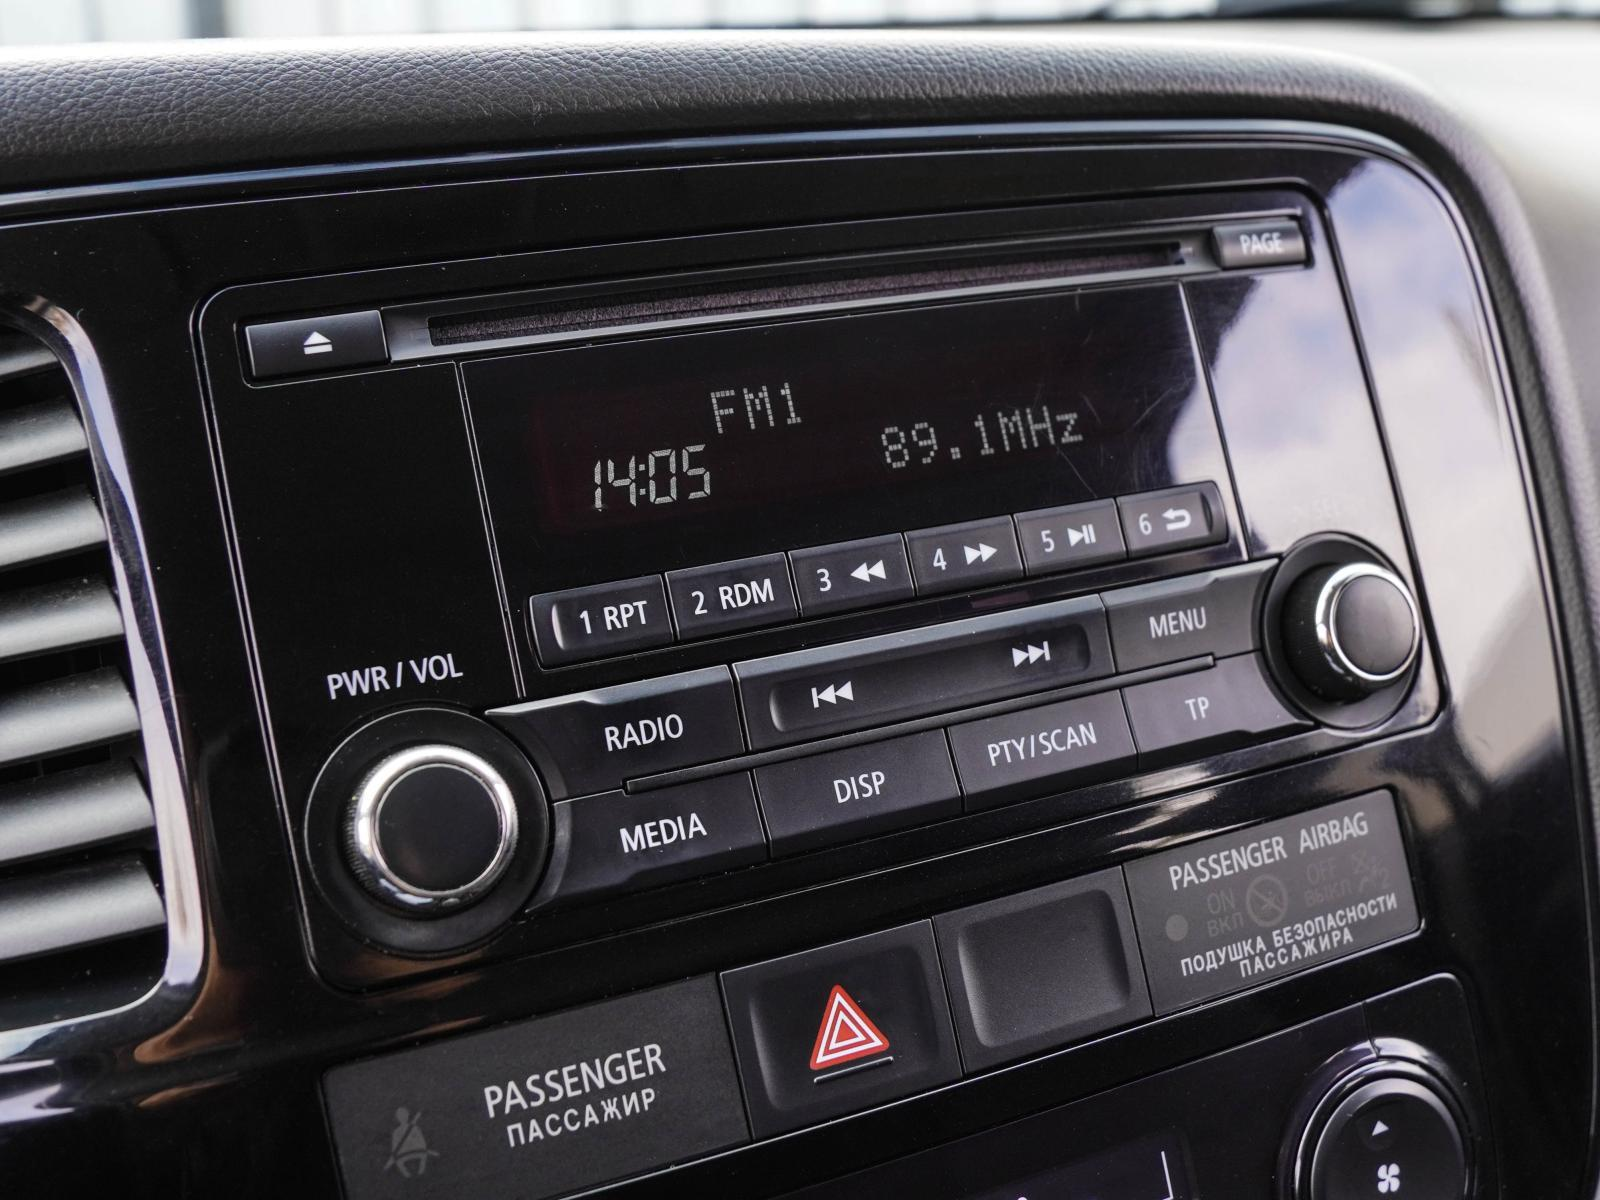 PAGE
FM1
14:05 89.1MHz
1 RPT 2 RDM 3 4 5 6
PWR / VOL
RADIO MENU
MEDIA DISP PTY/SCAN TP
PASSENGER AIRBAG
ON OFF
ВКЛ ВЫКЛ
ПОДУШКА БЕЗОПАСНОСТИ
ПАССАЖИРА
PASSENGER
ПАССАЖИР